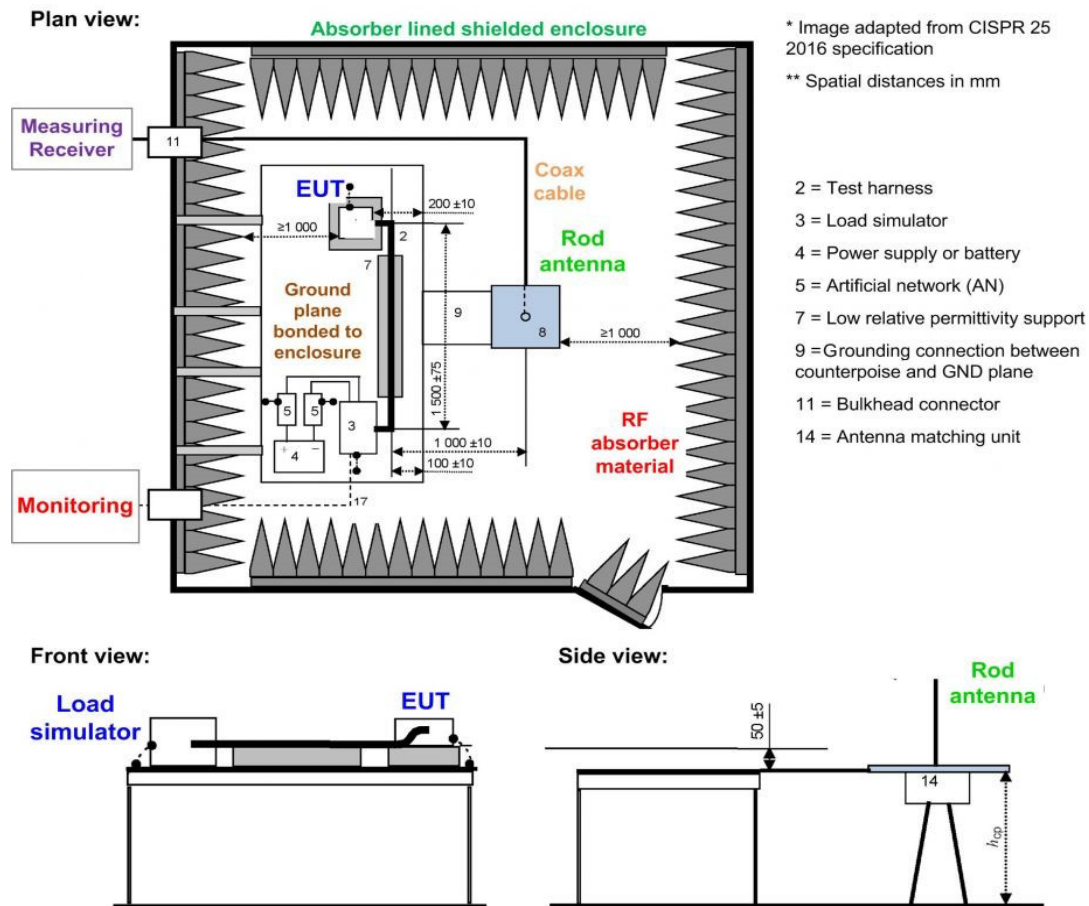 Plan view:
Absorber lined shielded enclosure
* Image adapted from CISPR 25
2016 specification
** Spatial distances in mm
Measuring
Receiver
11
EUT
Coax
cable
200 ±10
≥1 000
2
Rod
antenna
7
Ground
plane
bonded to
enclosure
9
8
≥1 000
1 500 ±75
5
5
3
+
−
4
1 000 ±10
100 ±10
RF
absorber
material
Monitoring
17
2 = Test harness
3 = Load simulator
4 = Power supply or battery
5 = Artificial network (AN)
7 = Low relative permittivity support
9 =Grounding connection between
counterpoise and GND plane
11 = Bulkhead connector
14 = Antenna matching unit
Front view:
Load
simulator
EUT
Side view:
Rod
antenna
50 ±5
14
hcp